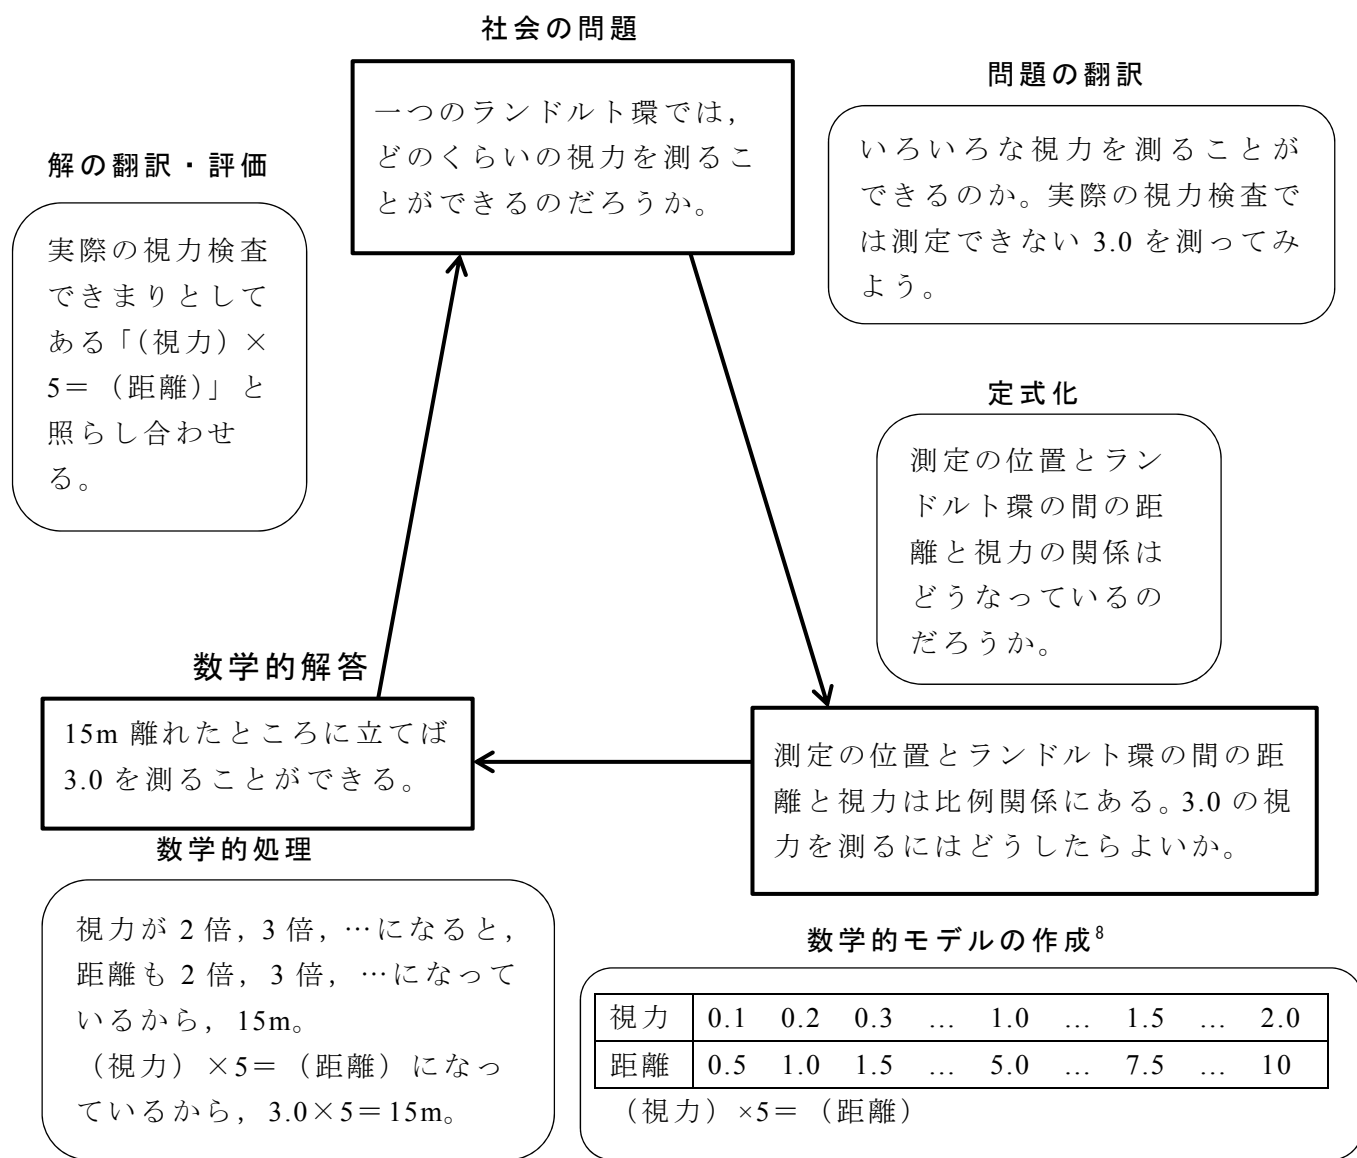 社会の問題
一つのランドルト環では,
どのくらいの視力を測るこ
とができるのだろうか。
問題の翻訳
いろいろな視力を測ることが
できるのか。実際の視力検査で
は測定できない 3.0 を測ってみ
よう。
定式化
測定の位置とラン
ドルト環の間の距
離と視力の関係は
どうなっているの
だろうか。
測定の位置とランドルト環の間の距
離と視力は比例関係にある。3.0 の視
力を測るにはどうしたらよいか。
数学的モデルの作成8
視力 0.1 0.2 0.3 … 1.0 … 1.5 … 2.0
距離 0.5 1.0 1.5 … 5.0 … 7.5 … 10
（視力）×5＝（距離）
数学的解答
15m 離れたところに立てば
3.0 を測ることができる。
数学的処理
視力が 2 倍, 3 倍, …になると,
距離も 2 倍, 3 倍, …になって
いるから, 15m。
（視力）×5＝（距離）になっ
ているから, 3.0×5＝15m。
解の翻訳・評価
実際の視力検査
できまりとして
ある「（視力）×
5＝（距離）」と
照らし合わせ
る。